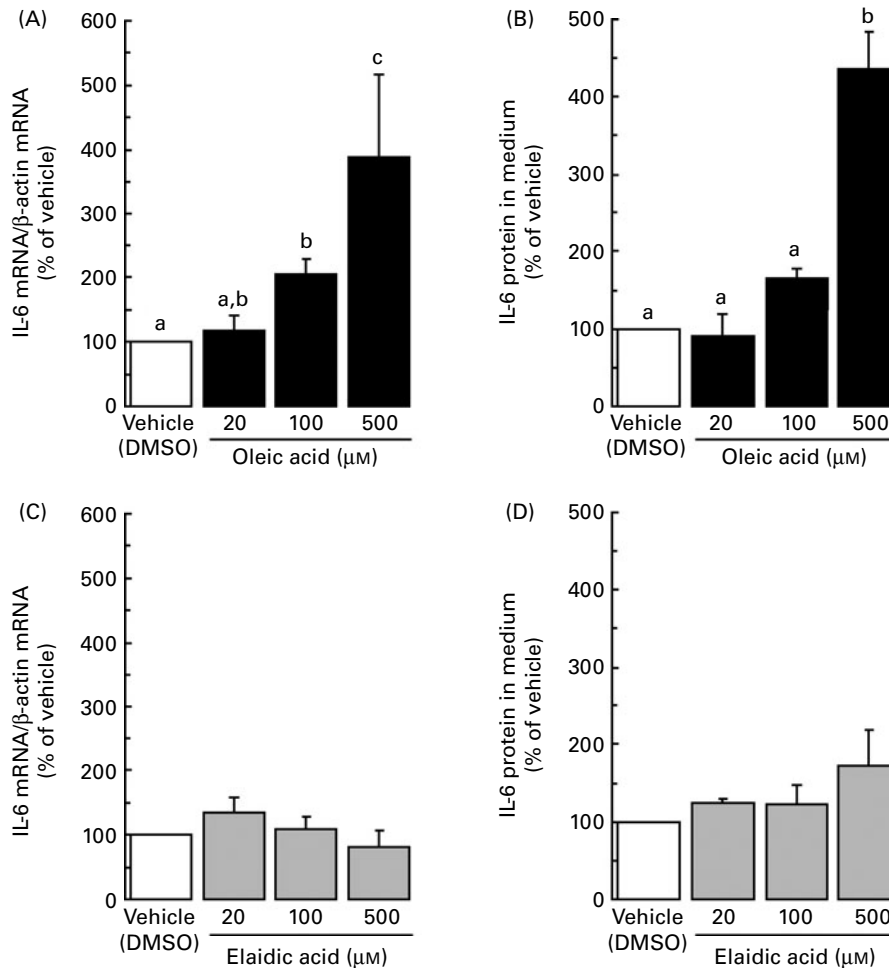 (A)
600
500
400
300
200
100
0
IL-6 mRNA/β-actin mRNA
(% of vehicle)
a
a,b
b
c
Vehicle
(DMSO)
20
100
500
Oleic acid (μM)
(B)
500
450
400
300
200
100
0
IL-6 protein in medium
(% of vehicle)
a
a
a
b
Vehicle
(DMSO)
20
100
500
Oleic acid (μM)
(C)
600
500
400
300
200
150
100
0
IL-6 mRNA/β-actin mRNA
(% of vehicle)
Vehicle
(DMSO)
20
100
500
Elaidic acid (μM)
(D)
500
400
300
200
100
0
IL-6 protein in medium
(% of vehicle)
Vehicle
(DMSO)
20
100
500
Elaidic acid (μM)